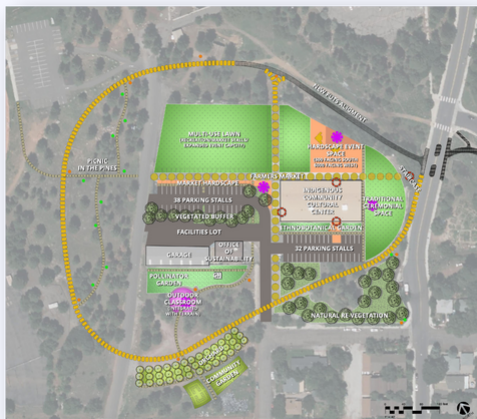 MULTI-USE LAWN
HARDSCAPE EVENT
SPACE
PICNIC
IN THE PINES
FARMERS MARKET
MARKET HARDSCAPE
38 PARKING STALLS
VEGETATED BUFFER
FACILITIES LOT
INDIGENOUS
COMMUNITY
CULTURAL
CENTER
TRADITIONAL
CEREMONIAL
SPACE
ETHNOBOTANICAL GARDEN
GARAGE
OFFICE
OF
SUSTAINABILITY
32 PARKING STALLS
POLLINATOR
GARDEN
OUTDOOR
CLASSROOM
NATURAL REVEGETATION
COMMUNITY
GARDEN